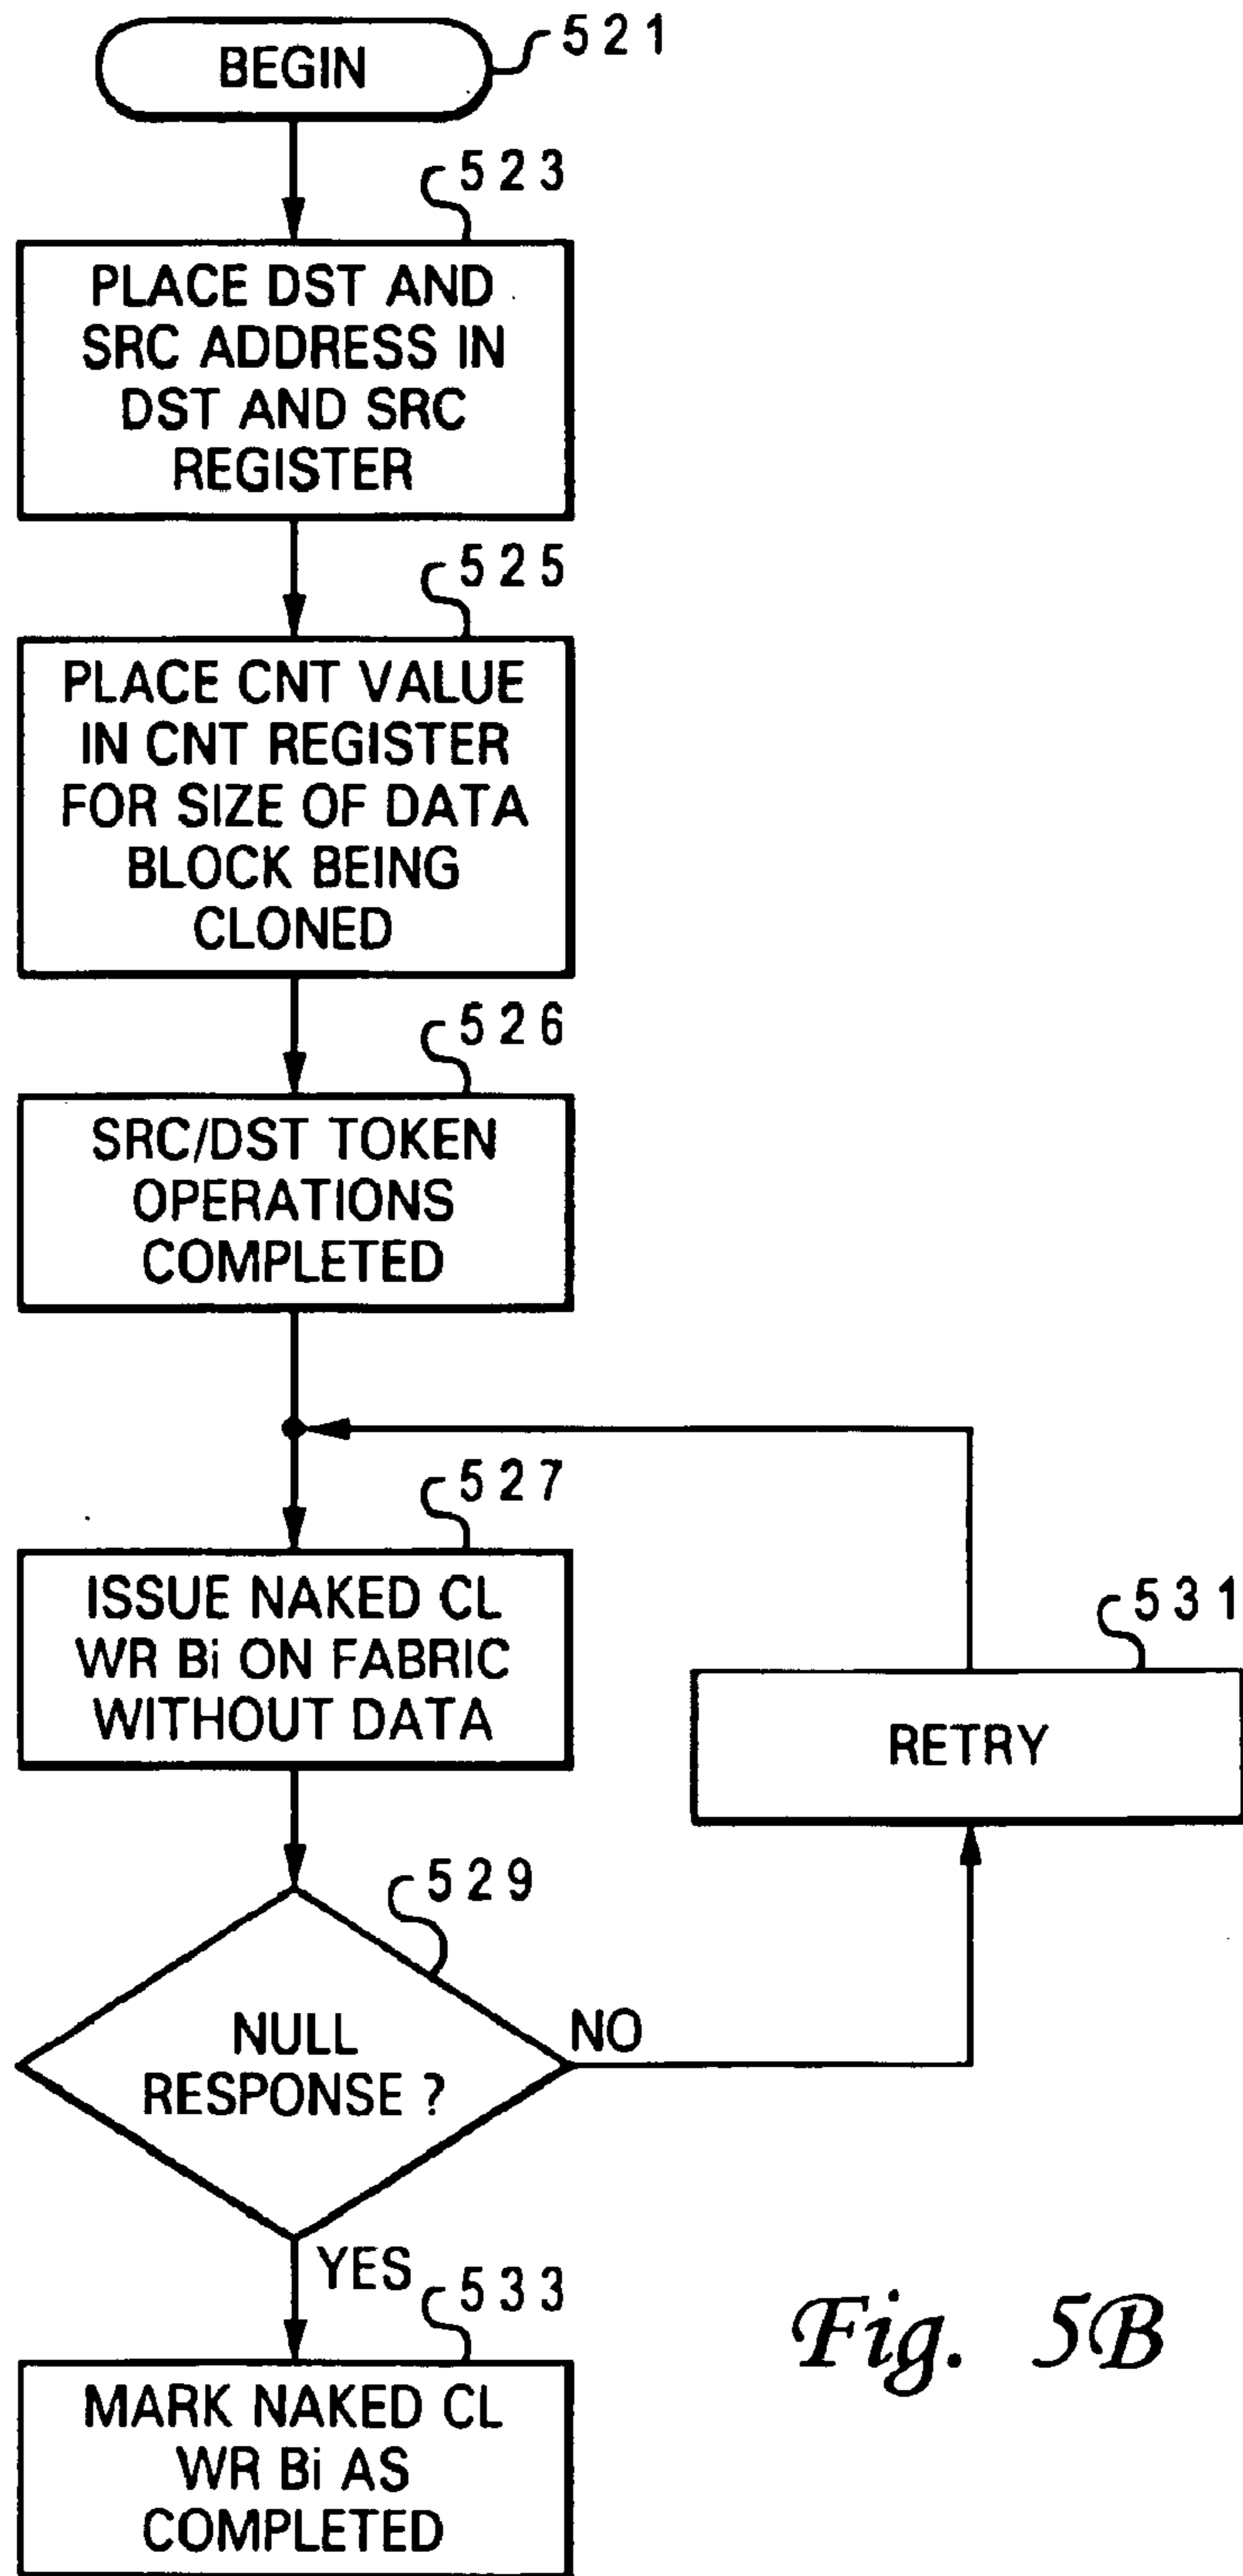 BEGIN
521
523
PLACE DST AND
SRC ADDRESS IN
DST AND SRC
REGISTER
525
PLACE CNT VALUE
IN CNT REGISTER
FOR SIZE OF DATA
BLOCK BEING
CLONED
526
SRC/DST TOKEN
OPERATIONS
COMPLETED
527
ISSUE NAKED CL
WR Bi ON FABRIC
WITHOUT DATA
531
RETRY
529
NULL
RESPONSE ?
NO
YES
533
MARK NAKED CL
WR Bi AS
COMPLETED
Fig. 5B